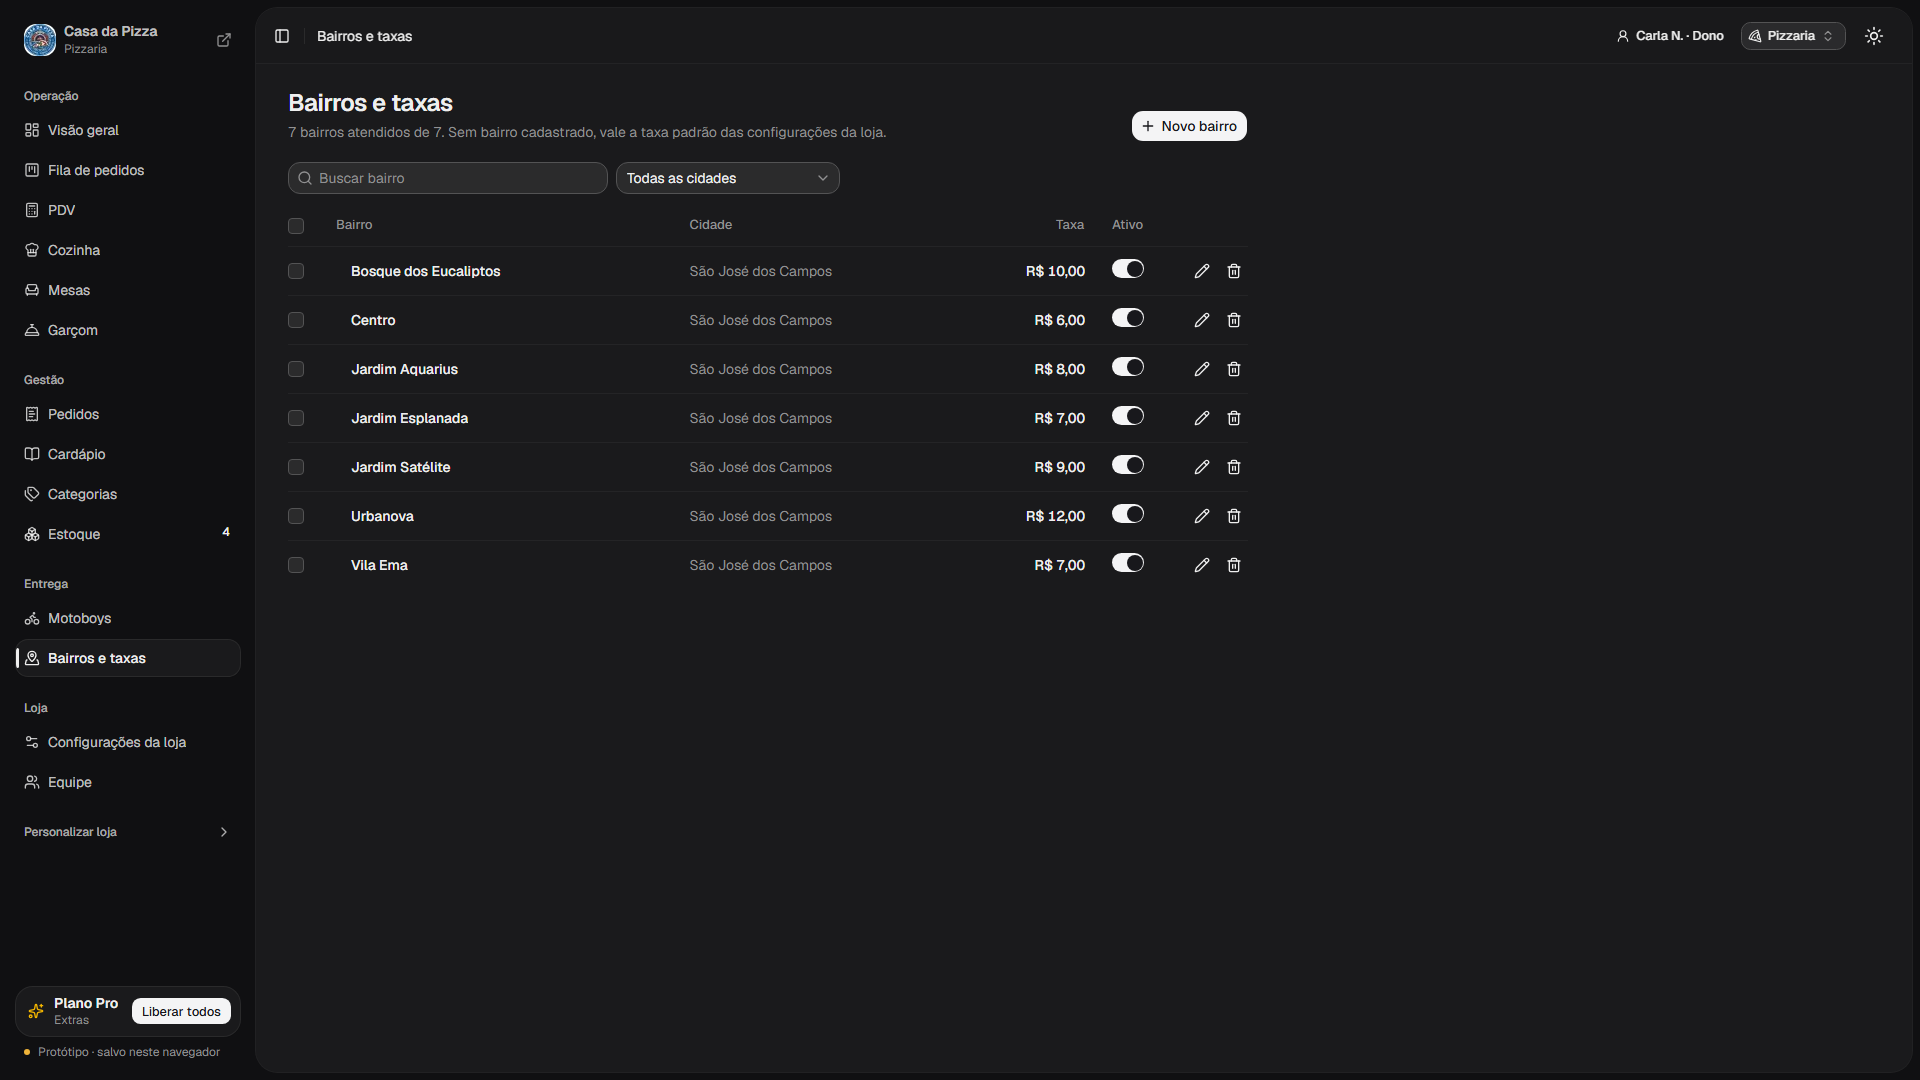 Casa da Pizza
Pizzaria
Operação
Visão geral
Fila de pedidos
PDV
Cozinha
Mesas
Garçom
Gestão
Pedidos
Cardápio
Categorias
Estoque 4
Entrega
Motoboys
Bairros e taxas
Loja
Configurações da loja
Equipe
Personalizar loja
Plano Pro
Extras
Liberar todos
Protótipo · salvo neste navegador
Bairros e taxas
Carla N. · Dono
Pizzaria
Bairros e taxas
7 bairros atendidos de 7. Sem bairro cadastrado, vale a taxa padrão das configurações da loja.
Novo bairro
Buscar bairro
Todas as cidades
Bairro Cidade Taxa Ativo
Bosque dos Eucaliptos São José dos Campos R$ 10,00
Centro São José dos Campos R$ 6,00
Jardim Aquarius São José dos Campos R$ 8,00
Jardim Esplanada São José dos Campos R$ 7,00
Jardim Satélite São José dos Campos R$ 9,00
Urbanova São José dos Campos R$ 12,00
Vila Ema São José dos Campos R$ 7,00